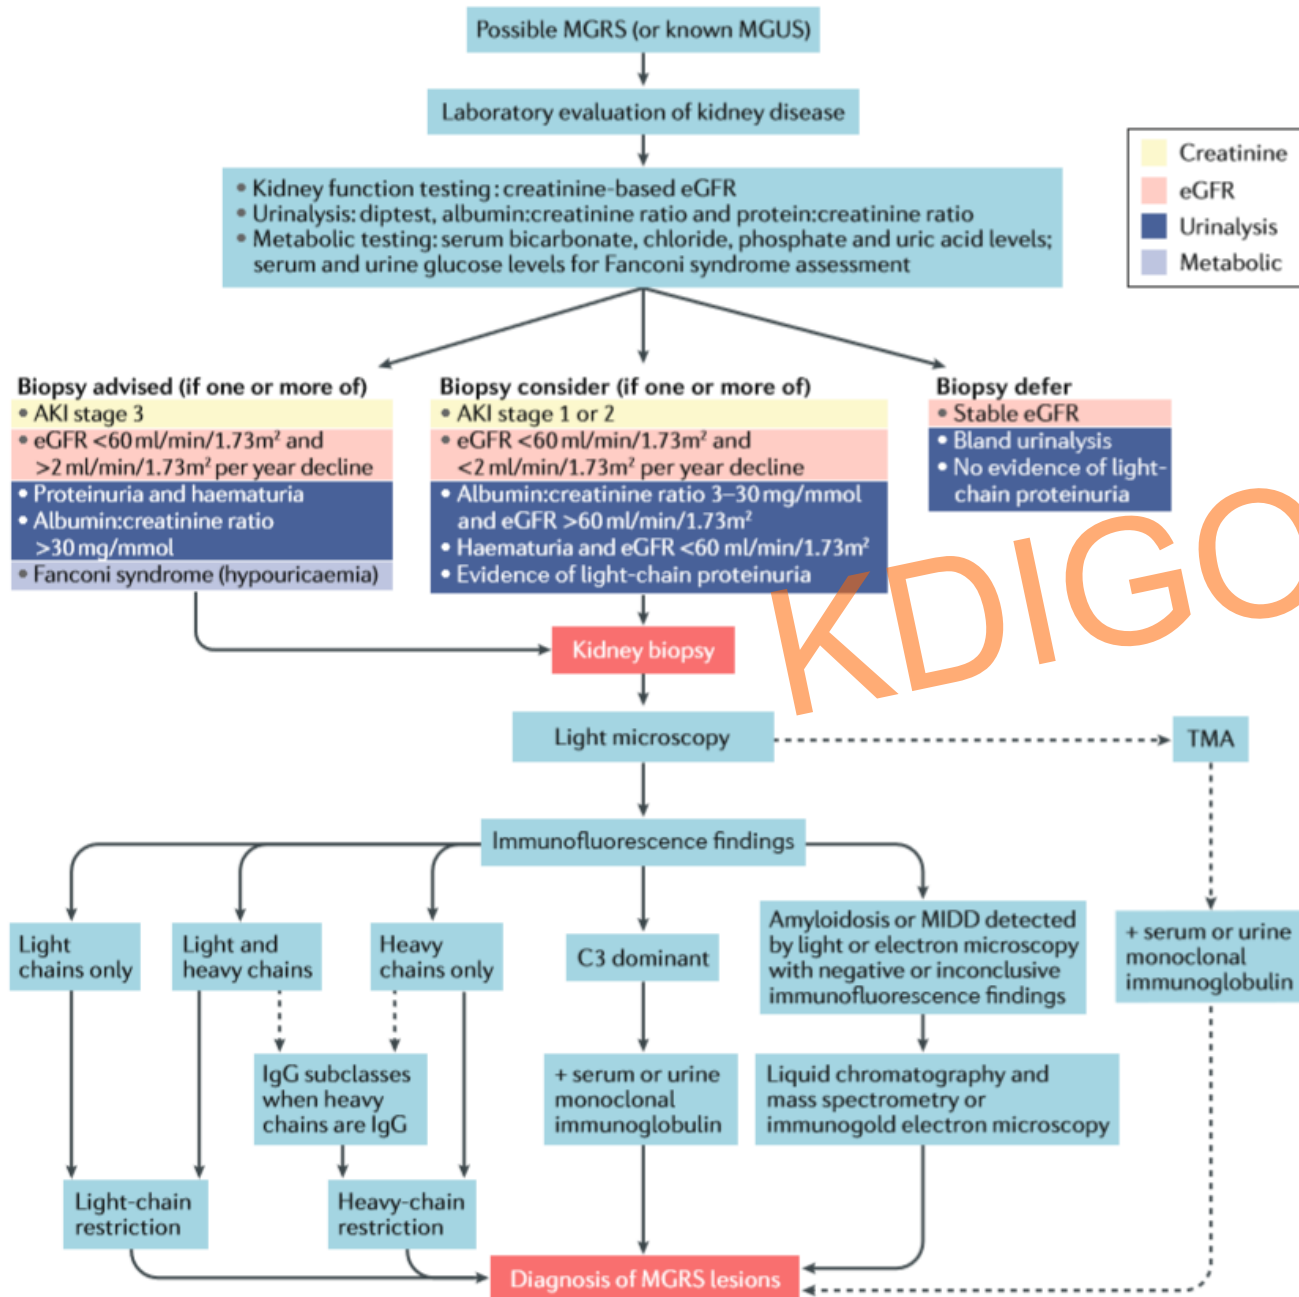 Possible MGRS (or known MGUS)
Laboratory evaluation of kidney disease
• Kidney function testing: creatinine-based eGFR
• Urinalysis: diptest, albumin:creatinine ratio and protein:creatinine ratio
• Metabolic testing: serum bicarbonate, chloride, phosphate and uric acid levels;
serum and urine glucose levels for Fanconi syndrome assessment
Creatinine
eGFR
Urinalysis
Metabolic
Biopsy advised (if one or more of)
• AKI stage 3
• eGFR <60 ml/min/1.73m² and
>2 ml/min/1.73m² per year decline
• Proteinuria and haematuria
• Albumin:creatinine ratio
>30 mg/mmol
• Fanconi syndrome (hypouricaemia)
Biopsy consider (if one or more of)
• AKI stage 1 or 2
• eGFR <60 ml/min/1.73m² and
<2 ml/min/1.73m² per year decline
• Albumin:creatinine ratio 3–30 mg/mmol
and eGFR >60 ml/min/1.73m²
• Haematuria and eGFR <60 ml/min/1.73m²
• Evidence of light-chain proteinuria
Biopsy defer
• Stable eGFR
• Bland urinalysis
• No evidence of light-
chain proteinuria
KDIGO
Kidney biopsy
Light microscopy
TMA
Immunofluorescence findings
Light
chains only
Light and
heavy chains
Heavy
chains only
C3 dominant
Amyloidosis or MIDD detected
by light or electron microscopy
with negative or inconclusive
immunofluorescence findings
+ serum or urine
monoclonal
immunoglobulin
IgG subclasses
when heavy
chains are IgG
+ serum or urine
monoclonal
immunoglobulin
Liquid chromatography and
mass spectrometry or
immunogold electron microscopy
Light-chain
restriction
Heavy-chain
restriction
Diagnosis of MGRS lesions